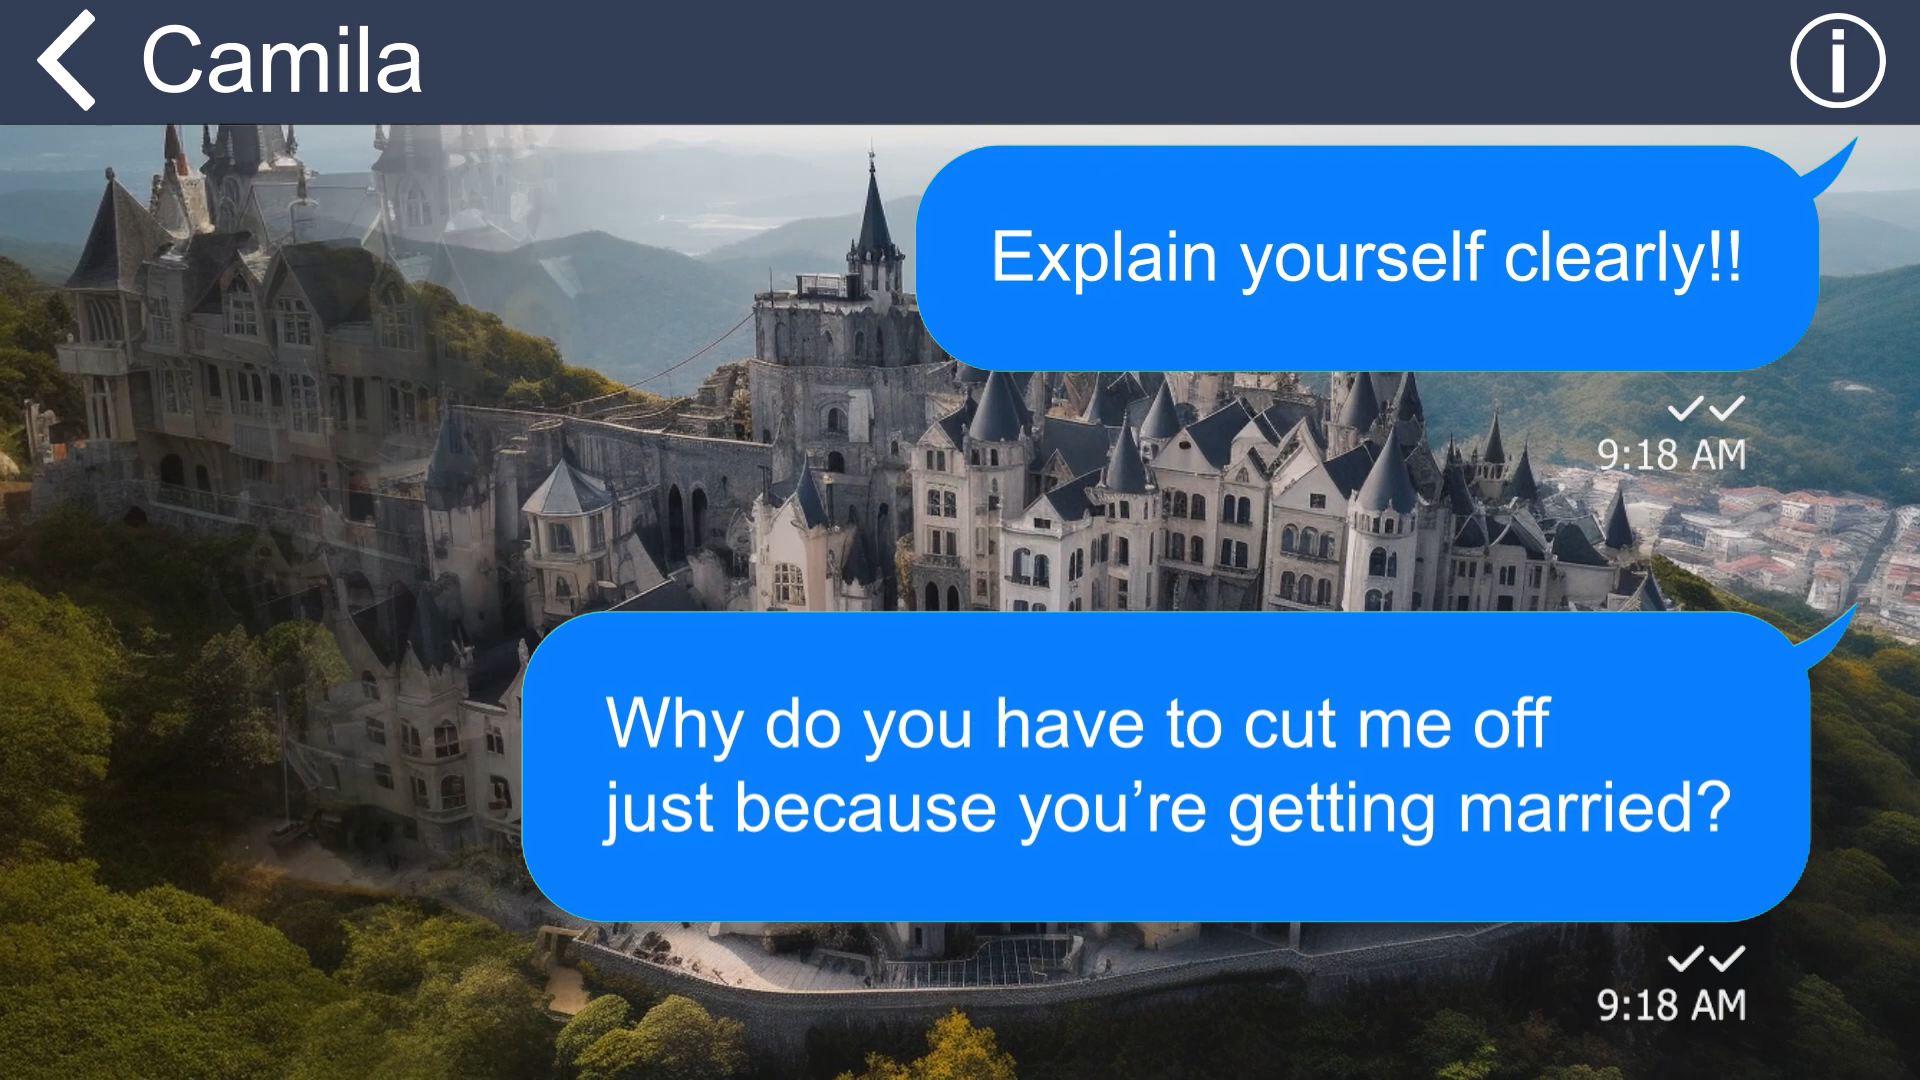 Camila
Explain yourself clearly!!
9:18 AM
Why do you have to cut me off
just because you’re getting married?
9:18 AM